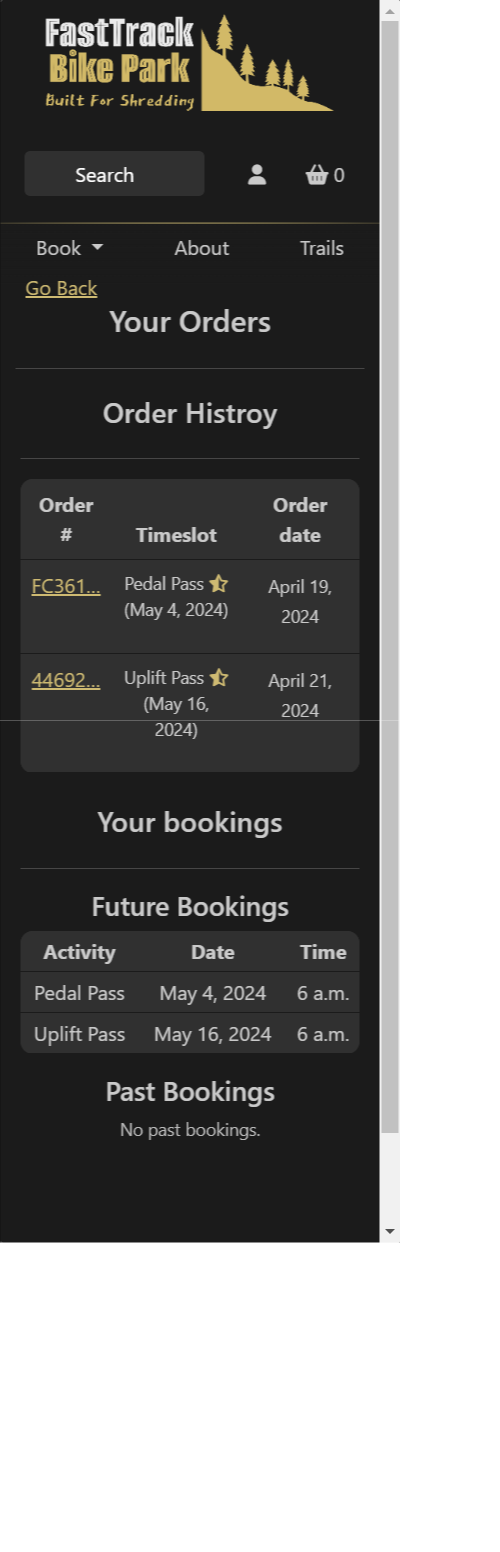 FastTrack
Bike Park
Built For Shredding
Search
0
Book
About
Trails
Go Back
Your Orders
Order Histroy
Order # Timeslot Order date
FC361... Pedal Pass (May 4, 2024) April 19, 2024
44692... Uplift Pass (May 16, 2024) April 21, 2024
Your bookings
Future Bookings
Activity Date Time
Pedal Pass May 4, 2024 6 a.m.
Uplift Pass May 16, 2024 6 a.m.
Past Bookings
No past bookings.